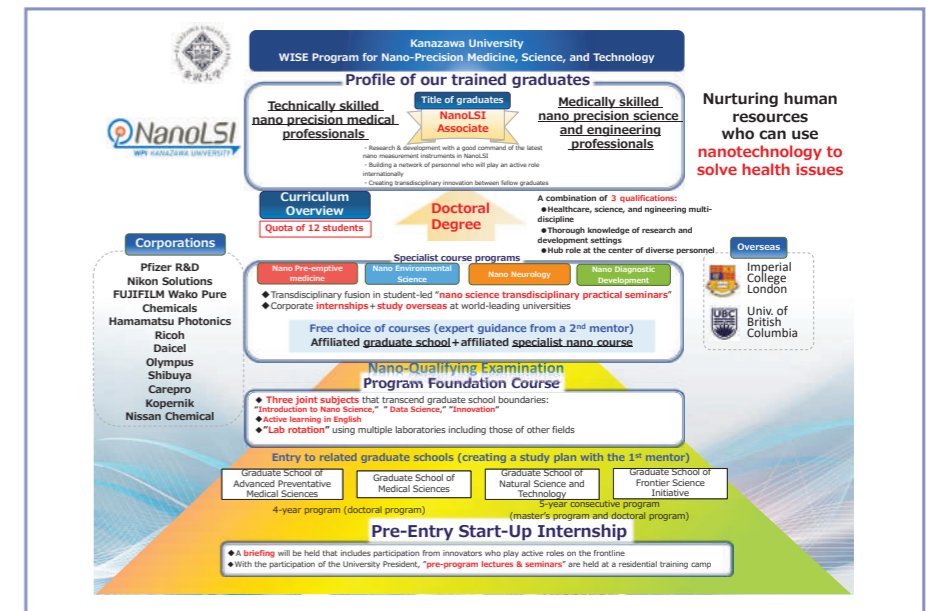 Kanazawa University
WISE Program for Nano-Precision Medicine, Science, and Technology
Profile of our trained graduates
Technically skilled
nano precision medical
professionals
Title of graduates
NanoLSI
Associate
Medically skilled
nano precision science
and engineering
professionals
- Research & development with a good command of the latest
nano measurement instruments in NanoLSI
- Building a network of personnel who will play an active role
internationally
- Creating transdisciplinary innovation between fellow graduates
NanoLSI
WPI KANAZAWA UNIVERSITY
Nurturing human
resources
who can use
nanotechnology to
solve health issues
Curriculum
Overview
Quota of 12 students
Doctoral
Degree
A combination of 3 qualifications:
●Healthcare, science, and ngineering multi-
discipline
●Thorough knowledge of research and
development settings
●Hub role at the center of diverse personnel
Corporations
Pfizer R&D
Nikon Solutions
FUJIFILM Wako Pure
Chemicals
Hamamatsu Photonics
Ricoh
Daicel
Olympus
Shibuya
Carepro
Kopernik
Nissan Chemical
Overseas
Imperial
College
London
UBC
Univ. of
British
Columbia
Specialist course programs
Nano Pre-emptive
medicine
Nano Environmental
Science
Nano Neurology
Nano Diagnostic
Development
◆Transdisciplinary fusion in student-led "nano science transdisciplinary practical seminars"
◆Corporate internships+study overseas at world-leading universities
Free choice of courses (expert guidance from a 2nd mentor)
Affiliated graduate school+affiliated specialist nano course
Nano-Qualifying Examination
Program Foundation Course
◆ Three joint subjects that transcend graduate school boundaries:
"Introduction to Nano Science," " Data Science," "Innovation"
◆Active learning in English
◆"Lab rotation" using multiple laboratories including those of other fields
Entry to related graduate schools (creating a study plan with the 1st mentor)
Graduate School of
Advanced Preventative
Medical Sciences
Graduate School of
Medical Sciences
Graduate School of
Natural Science and
Technology
Graduate School of
Frontier Science
Initiative
4-year program (doctoral program)
5-year consecutive program
(master's program and doctoral program)
Pre-Entry Start-Up Internship
◆A briefing will be held that includes participation from innovators who play active roles on the frontline
◆With the participation of the University President, "pre-program lectures & seminars" are held at a residential training camp